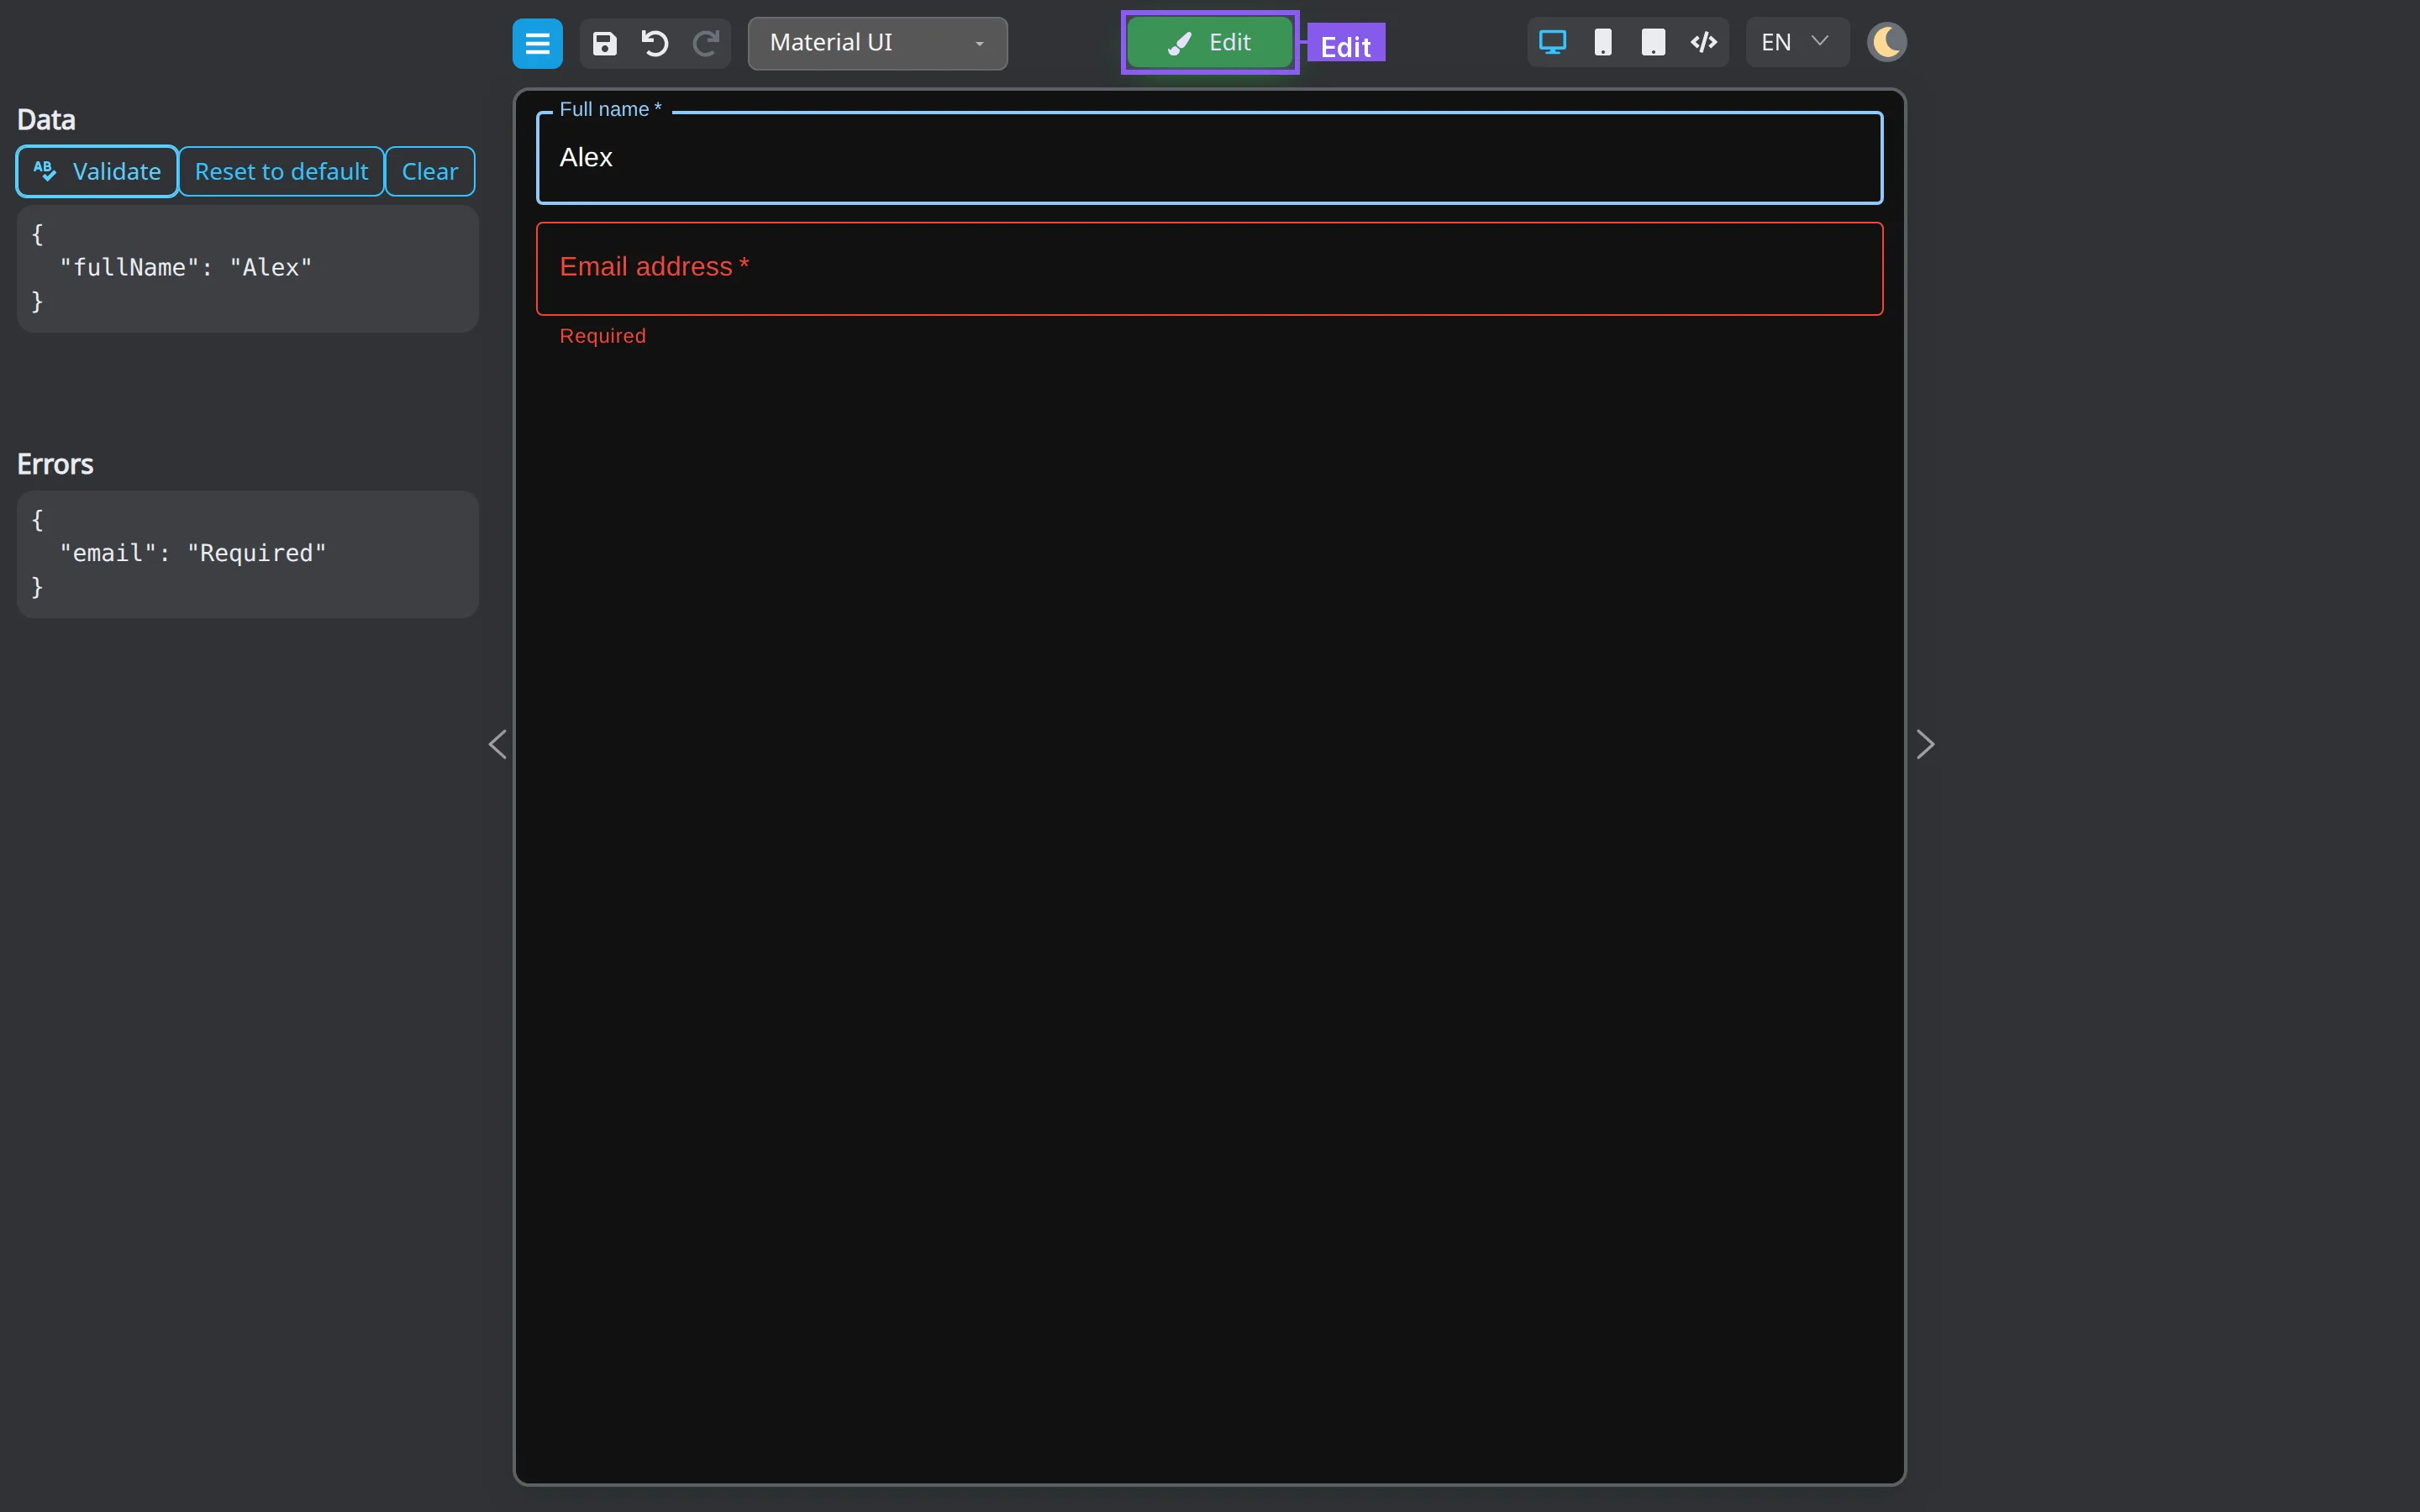 Material UI
Edit
Edit
EN
Data
AB Validate
Reset to default
Clear
{
"fullName": "Alex"
}
Errors
{
"email": "Required"
}
Full name *
Alex
Email address *
Required